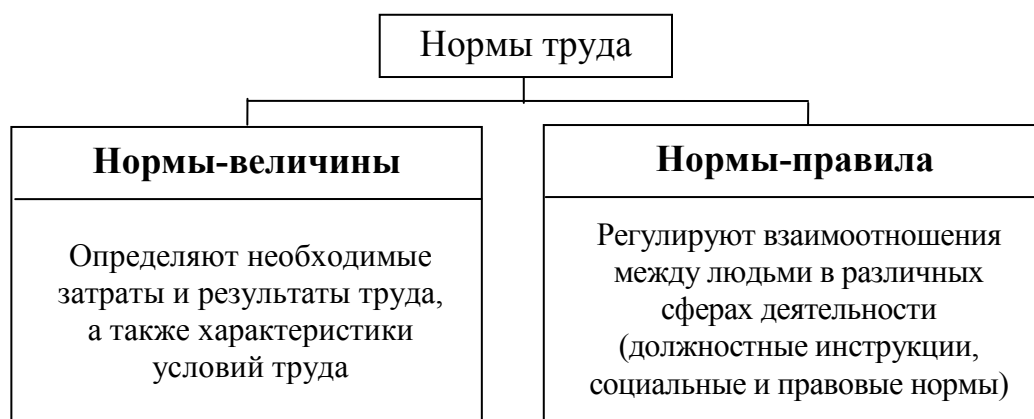 Нормы труда
Нормы-величины
Определяют необходимые
затраты и результаты труда,
а также характеристики
условий труда
Нормы-правила
Регулируют взаимоотношения
между людьми в различных
сферах деятельности
(должностные инструкции,
социальные и правовые нормы)